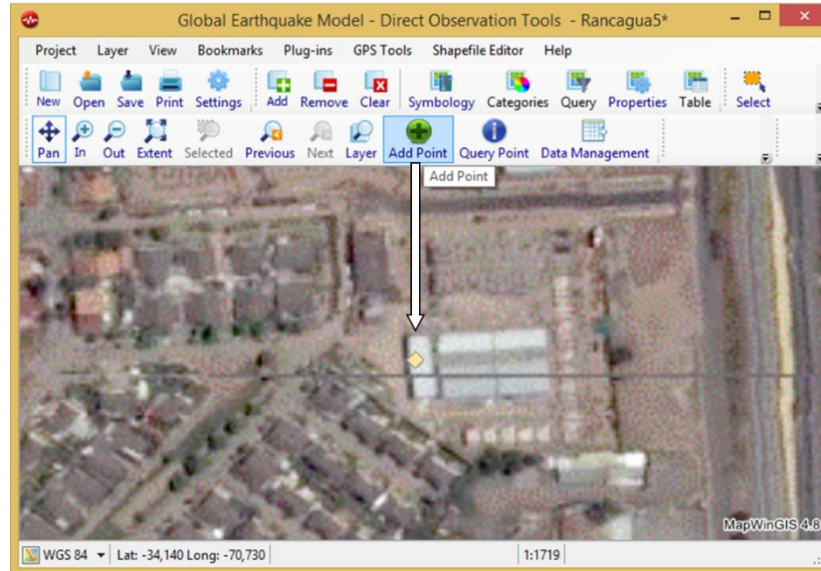 Global Earthquake Model - Direct Observation Tools - Rancagua5*
Project Layer View Bookmarks Plug-ins GPS Tools Shapefile Editor Help
New Open Save Print Settings Add Remove Clear Symbology Categories Query Properties Table Select
Pan In Out Extent Selected Previous Next Layer Add Point Query Point Data Management
Add Point
MapWinGIS 4.8
WGS 84 Lat: -34,140 Long: -70,730 1:1719